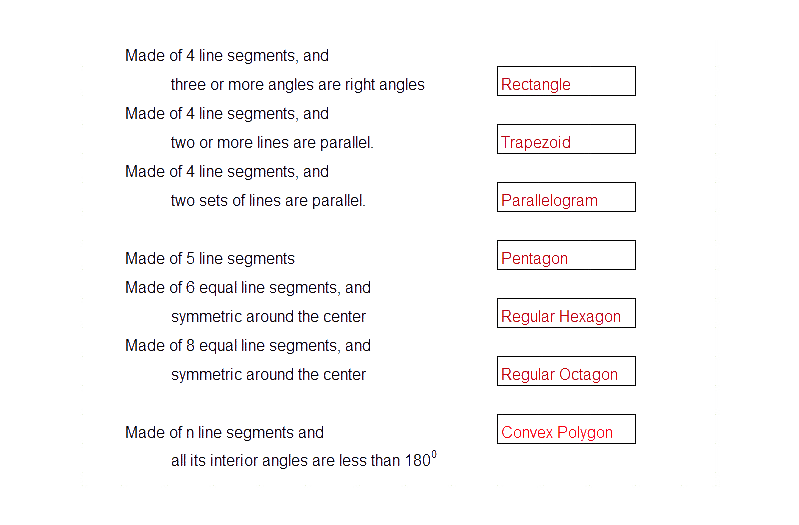 Made of 4 line segments, and
three or more angles are right angles Rectangle
Made of 4 line segments, and
two or more lines are parallel. Trapezoid
Made of 4 line segments, and
two sets of lines are parallel. Parallelogram
Made of 5 line segments Pentagon
Made of 6 equal line segments, and
symmetric around the center Regular Hexagon
Made of 8 equal line segments, and
symmetric around the center Regular Octagon
Made of n line segments and Convex Polygon
all its interior angles are less than 180⁰